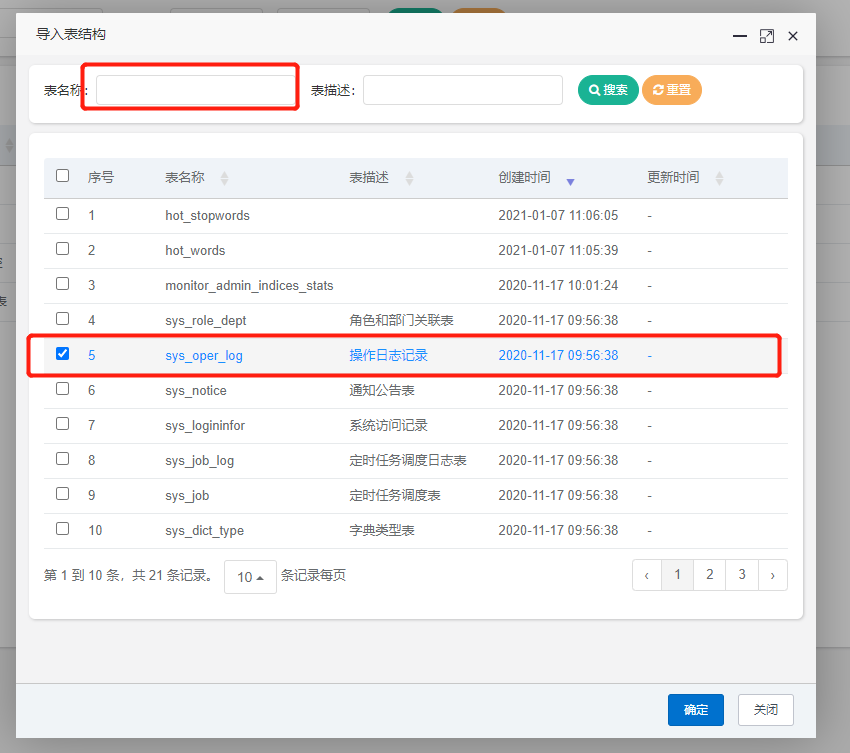 导入表结构
表名称: 表描述: 搜索 重置
序号 表名称 表描述 创建时间 更新时间
1 hot_stopwords 2021-01-07 11:06:05 -
2 hot_words 2021-01-07 11:05:39 -
3 monitor_admin_indices_stats 2020-11-17 10:01:24 -
4 sys_role_dept 角色和部门关联表 2020-11-17 09:56:38 -
5 sys_oper_log 操作日志记录 2020-11-17 09:56:38 -
6 sys_notice 通知公告表 2020-11-17 09:56:38 -
7 sys_logininfor 系统访问记录 2020-11-17 09:56:38 -
8 sys_job_log 定时任务调度日志表 2020-11-17 09:56:38 -
9 sys_job 定时任务调度表 2020-11-17 09:56:38 -
10 sys_dict_type 字典类型表 2020-11-17 09:56:38 -
第 1 到 10 条，共 21 条记录。 10 条记录每页 ‹ 1 2 3 ›
确定 关闭